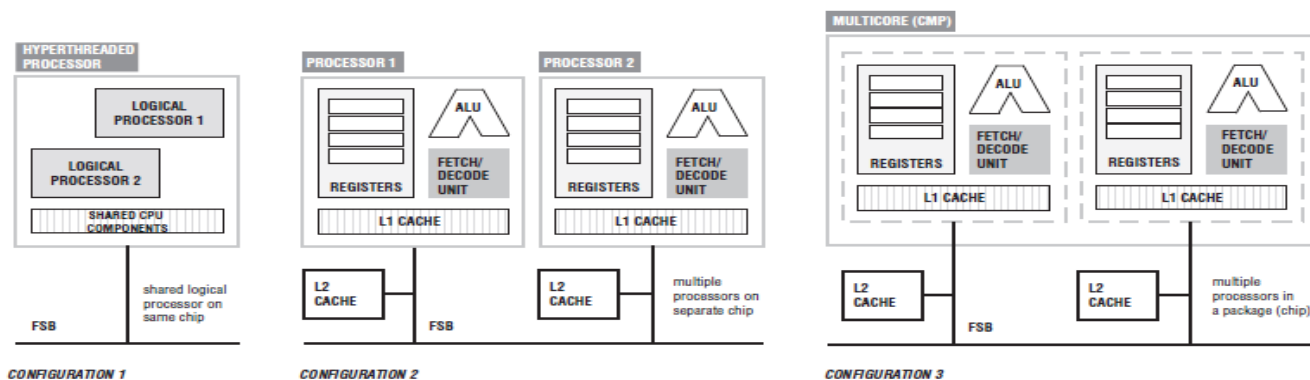 HYPERTHREADED
PROCESSOR
LOGICAL
PROCESSOR 1
LOGICAL
PROCESSOR 2
SHARED CPU
COMPONENTS
shared logical
processor on
same chip
FSB
CONFIGURATION 1
PROCESSOR 1
REGISTERS
ALU
FETCH/
DECODE
UNIT
L1 CACHE
L2
CACHE
FSB
PROCESSOR 2
REGISTERS
ALU
FETCH/
DECODE
UNIT
L1 CACHE
L2
CACHE
multiple
processors on
separate chip
CONFIGURATION 2
MULTICORE (CMP)
REGISTERS
ALU
FETCH/
DECODE
UNIT
L1 CACHE
L2
CACHE
FSB
REGISTERS
ALU
FETCH/
DECODE
UNIT
L1 CACHE
L2
CACHE
multiple
processors in
a package (chip)
CONFIGURATION 3